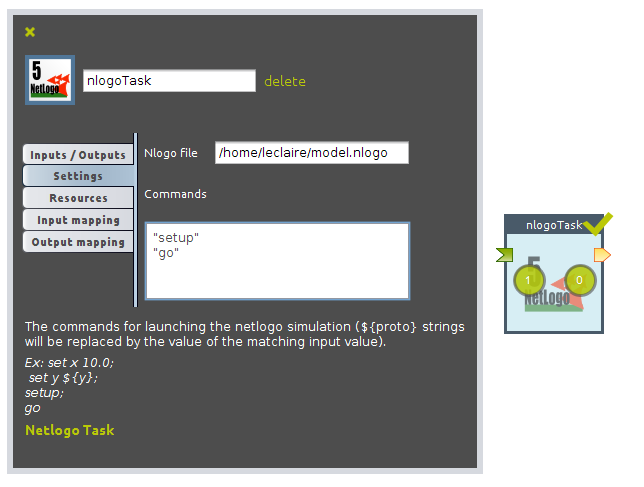 5
NetLogo
nlogoTask
delete
Inputs / Outputs
Settings
Resources
Input mapping
Output mapping
Nlogo file
/home/leclaire/model.nlogo
Commands
"setup"
"go"
The commands for launching the netlogo simulation (${proto} strings
will be replaced by the value of the matching input value).
Ex: set x 10.0;
set y ${y};
setup;
go
Netlogo Task
nlogoTask
5
1
0
NetLogo